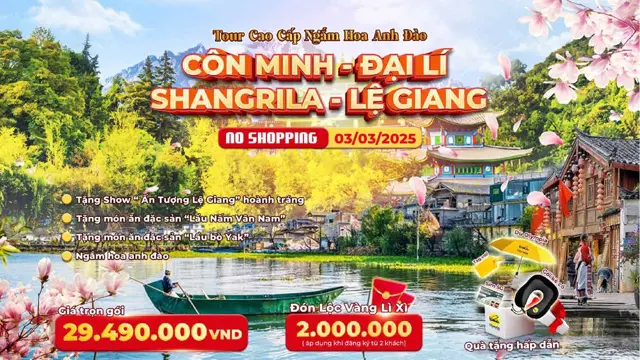 Tour Cao Cấp Ngắm Hoa Anh Đào
CÔN MINH - ĐẠI LÍ
SHANGRILA - LỆ GIANG
NO SHOPPING
03/03/2025
Tặng Show " Ấn Tượng Lệ Giang" hoành tráng
Tặng món ăn đặc sản "Lẩu Nấm Vân Nam"
Tặng món ăn đặc sản "Lẩu bò Yak"
Ngắm hoa anh đào
Giá trọn gói
29.490.000 VND
Đón Lộc Vàng Lì Xì
2.000.000
( áp dụng khi đăng ký từ 2 khách)
Quà tặng hấp dẫn